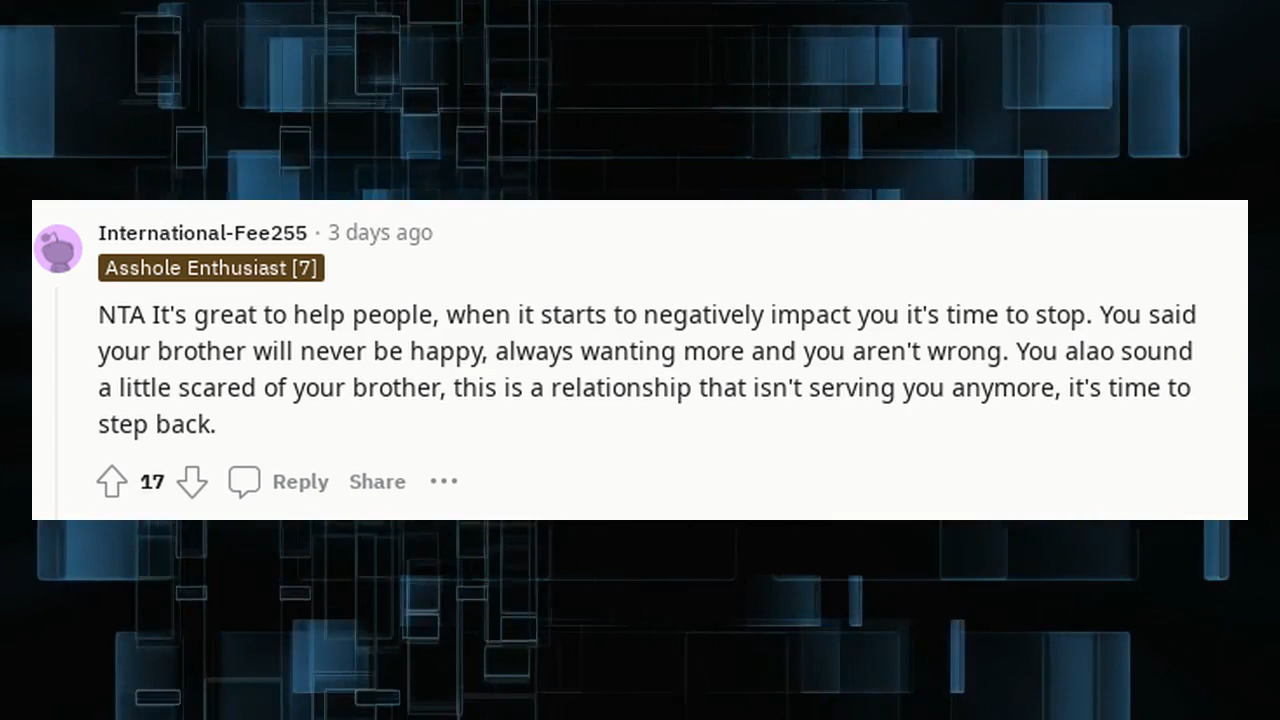 International-Fee255 · 3 days ago
Asshole Enthusiast [7]
NTA It's great to help people, when it starts to negatively impact you it's time to stop. You said
your brother will never be happy, always wanting more and you aren't wrong. You alao sound
a little scared of your brother, this is a relationship that isn't serving you anymore, it's time to
step back.
17 Reply Share •••